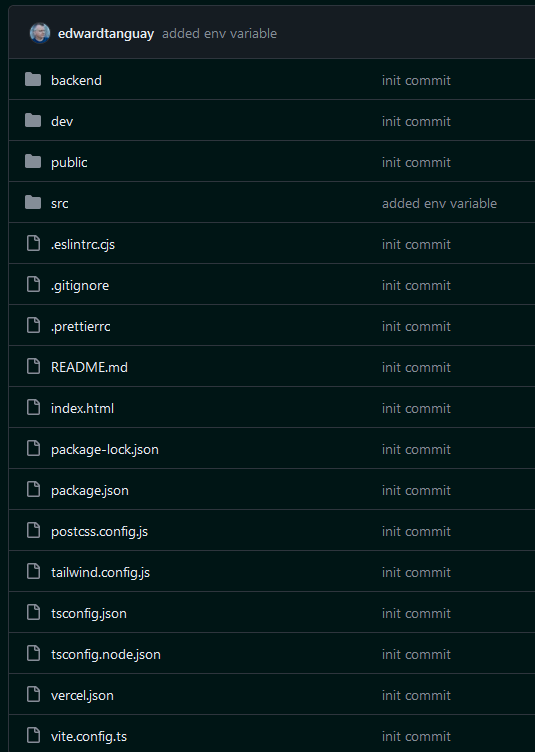 edwardtanguay added env variable
backend init commit
dev init commit
public init commit
src added env variable
.eslintrc.cjs init commit
.gitignore init commit
.prettierrc init commit
README.md init commit
index.html init commit
package-lock.json init commit
package.json init commit
postcss.config.js init commit
tailwind.config.js init commit
tsconfig.json init commit
tsconfig.node.json init commit
vercel.json init commit
vite.config.ts init commit